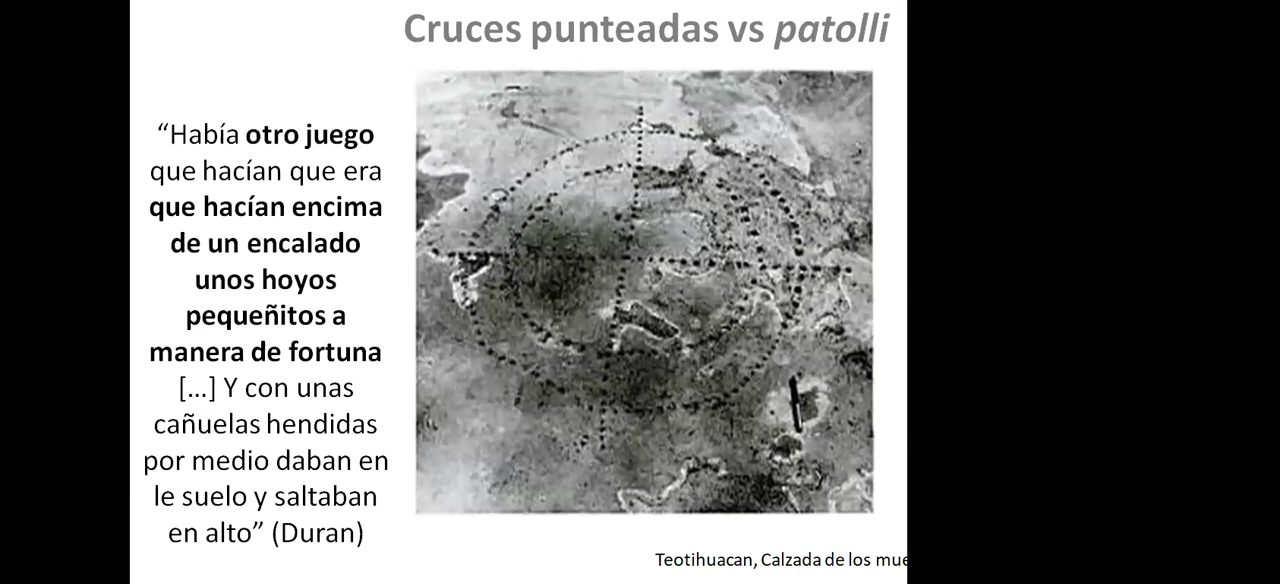 Cruces punteadas vs patolli
“Había otro juego
que hacían que era
que hacían encima
de un encalado
unos hoyos
pequeñitos a
manera de fortuna
[…] Y con unas
cañuelas hendidas
por medio daban en
le suelo y saltaban
en alto” (Duran)
Teotihuacan, Calzada de los mue